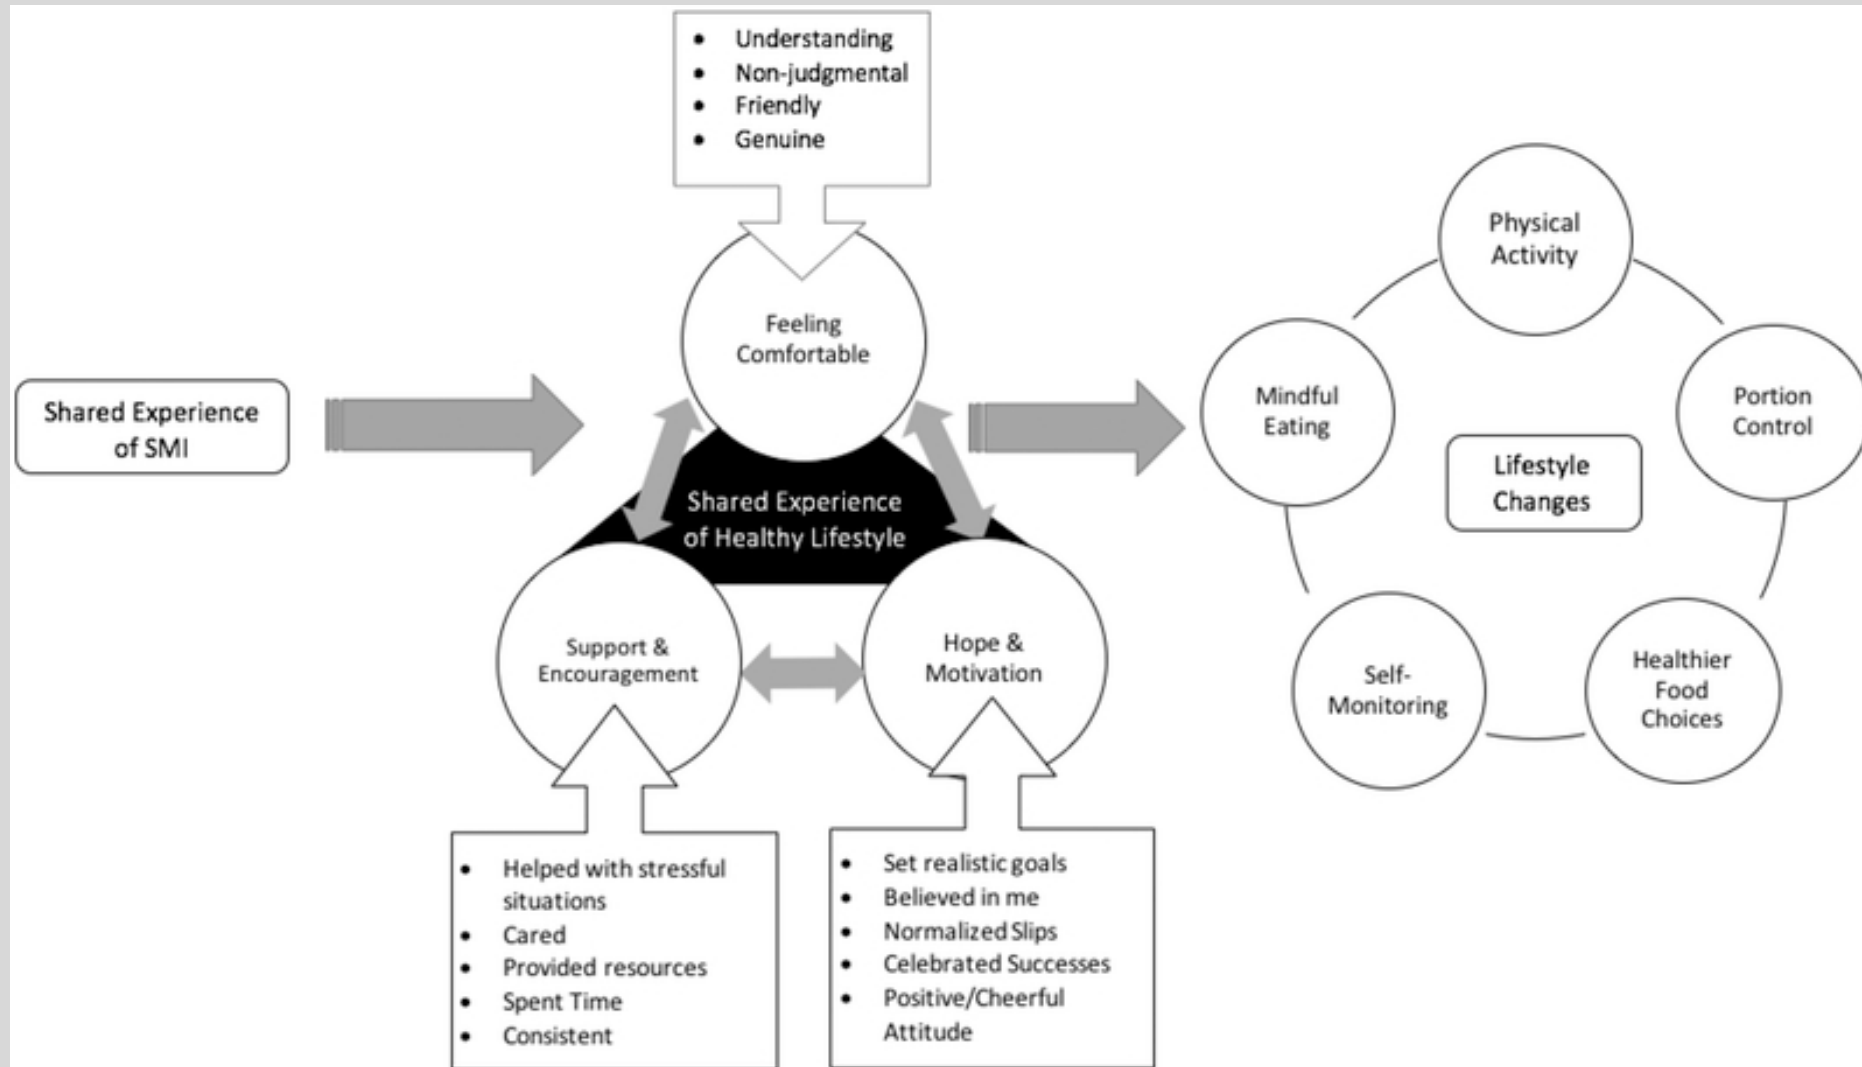 • Understanding
• Non-judgmental
• Friendly
• Genuine
Feeling
Comfortable
Shared Experience
of SMI
Shared Experience
of Healthy Lifestyle
Support &
Encouragement
Hope &
Motivation
• Helped with stressful
situations
• Cared
• Provided resources
• Spent Time
• Consistent
• Set realistic goals
• Believed in me
• Normalized Slips
• Celebrated Successes
• Positive/Cheerful
Attitude
Physical
Activity
Mindful
Eating
Portion
Control
Lifestyle
Changes
Self-
Monitoring
Healthier
Food
Choices